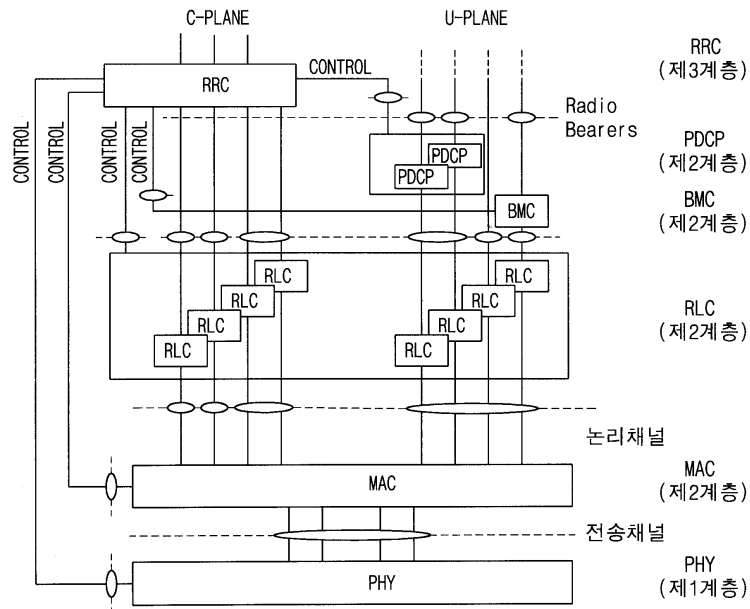 C-PLANE
U-PLANE
RRC
(제3계층)
CONTROL
RRC
CONTROL
CONTROL
CONTROL
CONTROL
Radio
Bearers
PDCP
PDCP
PDCP
(제2계층)
BMC
BMC
(제2계층)
RLC
RLC
RLC
RLC
RLC
RLC
RLC
RLC
RLC
(제2계층)
논리채널
MAC
MAC
(제2계층)
전송채널
PHY
PHY
(제1계층)